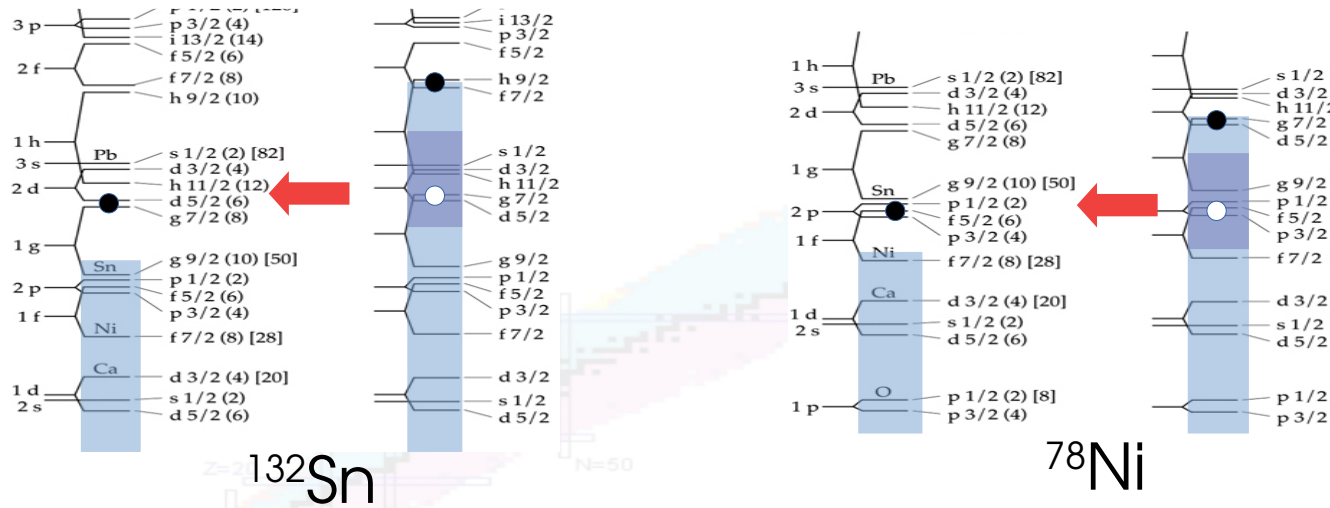 3 p
p 3/2 (4)
i 13/2 (14)
f 5/2 (6)
2 f
f 7/2 (8)
h 9/2 (10)
1 h
Pb
3 s
s 1/2 (2) [82]
d 3/2 (4)
2 d
h 11/2 (12)
d 5/2 (6)
g 7/2 (8)
1 g
Sn
g 9/2 (10) [50]
p 1/2 (2)
2 p
f 5/2 (6)
p 3/2 (4)
1 f
Ni
f 7/2 (8) [28]
Ca
d 3/2 (4) [20]
1 d
s 1/2 (2)
2 s
d 5/2 (6)
i 13/2
p 3/2
f 5/2
h 9/2
f 7/2
s 1/2
d 3/2
h 11/2
g 7/2
d 5/2
g 9/2
p 1/2
f 5/2
p 3/2
f 7/2
d 3/2
s 1/2
d 5/2
132Sn
N=50
1 h
Pb
3 s
s 1/2 (2) [82]
d 3/2 (4)
2 d
h 11/2 (12)
d 5/2 (6)
g 7/2 (8)
1 g
Sn
g 9/2 (10) [50]
p 1/2 (2)
2 p
f 5/2 (6)
p 3/2 (4)
1 f
Ni
f 7/2 (8) [28]
Ca
d 3/2 (4) [20]
1 d
s 1/2 (2)
2 s
d 5/2 (6)
O
p 1/2 (2) [8]
1 p
p 3/2 (4)
s 1/2
d 3/2
h 11/2
g 7/2
d 5/2
g 9/2
p 1/2
f 5/2
p 3/2
f 7/2
d 3/2
s 1/2
d 5/2
p 1/2
p 3/2
78Ni